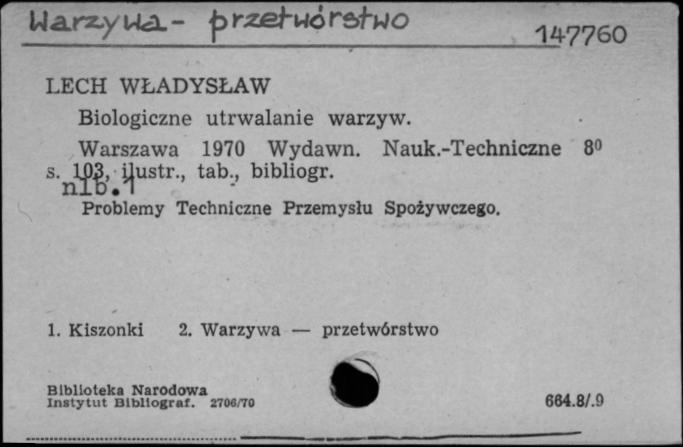 Warzywa - przetwórstwo
147760
LECH WŁADYSŁAW
Biologiczne utrwalanie warzyw.
Warszawa 1970 Wydawn. Nauk.-Techniczne 8⁰
s. 103, ilustr., tab., bibliogr.
nlb.1
Problemy Techniczne Przemysłu Spożywczego.
1. Kiszonki 2. Warzywa — przetwórstwo
Biblioteka Narodowa
Instytut Bibliograf. 2706/70
664.8/.9